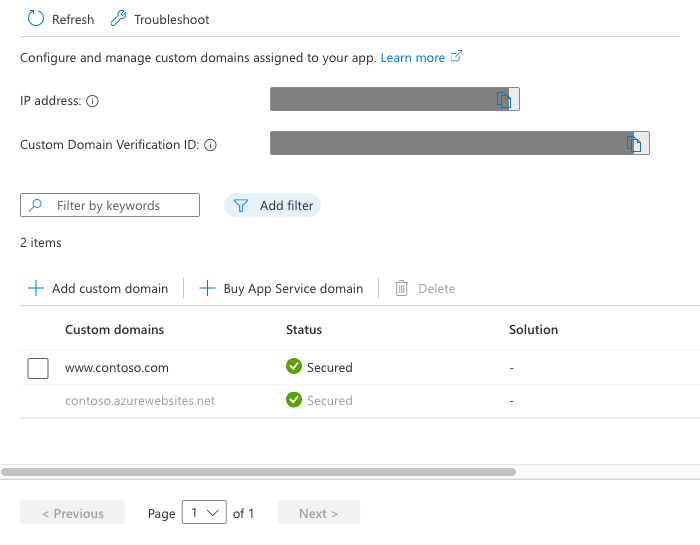 Refresh Troubleshoot
Configure and manage custom domains assigned to your app. Learn more
IP address:
Custom Domain Verification ID:
Filter by keywords Add filter
2 items
Add custom domain Buy App Service domain Delete
Custom domains Status Solution
www.contoso.com Secured -
contoso.azurewebsites.net Secured -
< Previous Page 1 of 1 Next >